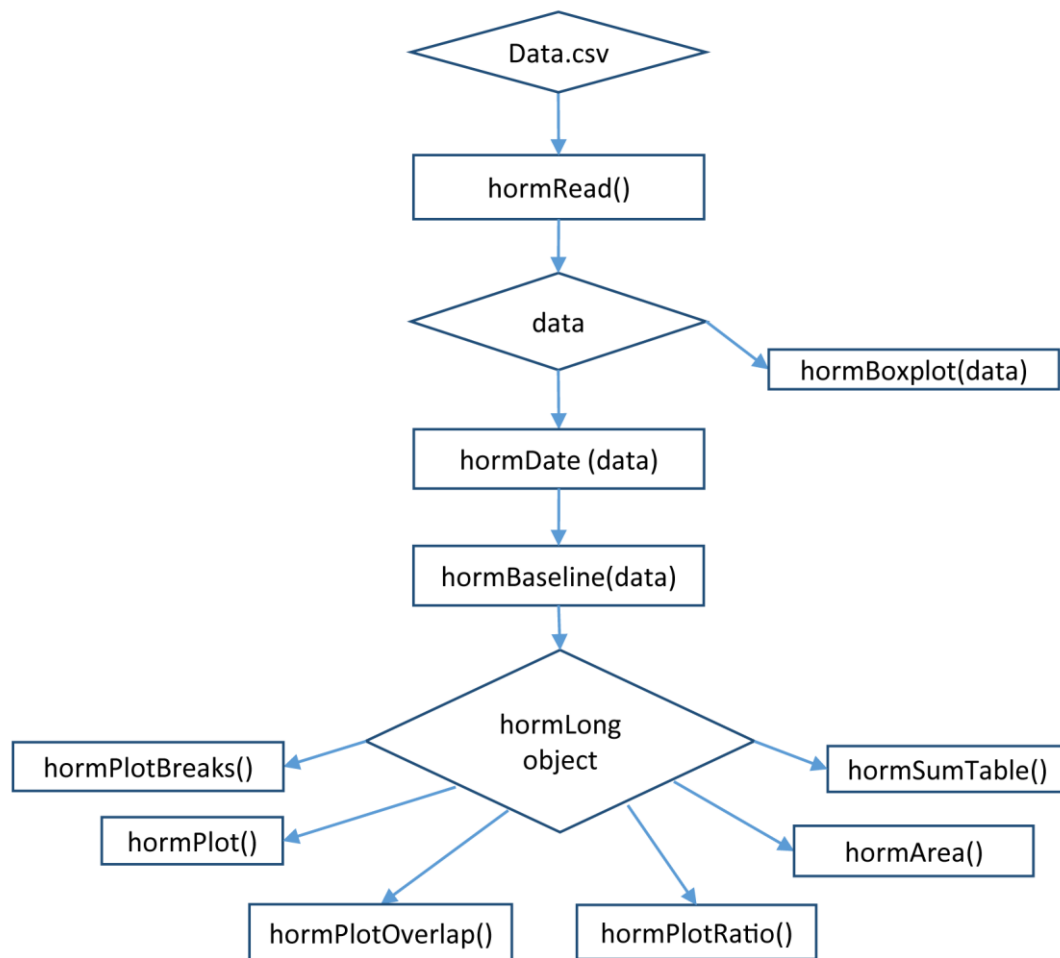 Data.csv
hormRead()
data
hormBoxplot(data)
hormDate (data)
hormBaseline(data)
hormLong
object
hormPlotBreaks()
hormSumTable()
hormPlot()
hormArea()
hormPlotOverlap()
hormPlotRatio()